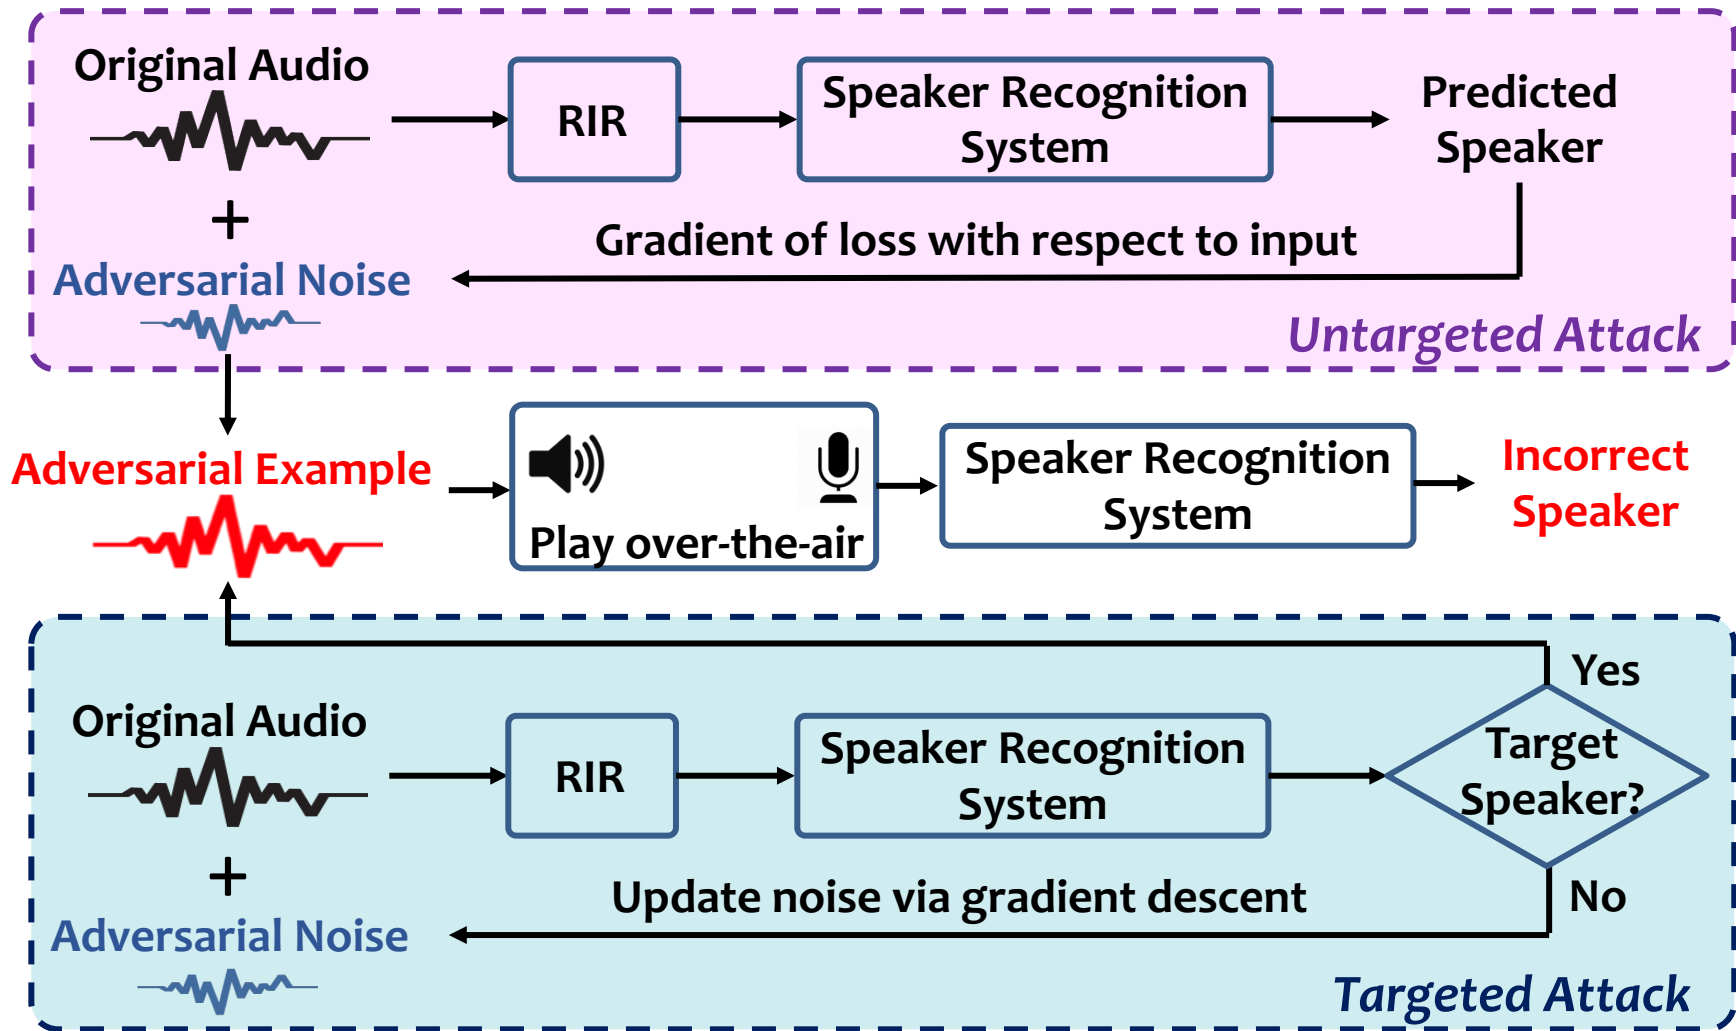 Original Audio
RIR
Speaker Recognition
System
Predicted
Speaker
+
Gradient of loss with respect to input
Adversarial Noise
Untargeted Attack
Adversarial Example
Play over-the-air
Speaker Recognition
System
Incorrect
Speaker
Yes
Original Audio
RIR
Speaker Recognition
System
Target
Speaker?
+
Update noise via gradient descent
No
Adversarial Noise
Targeted Attack